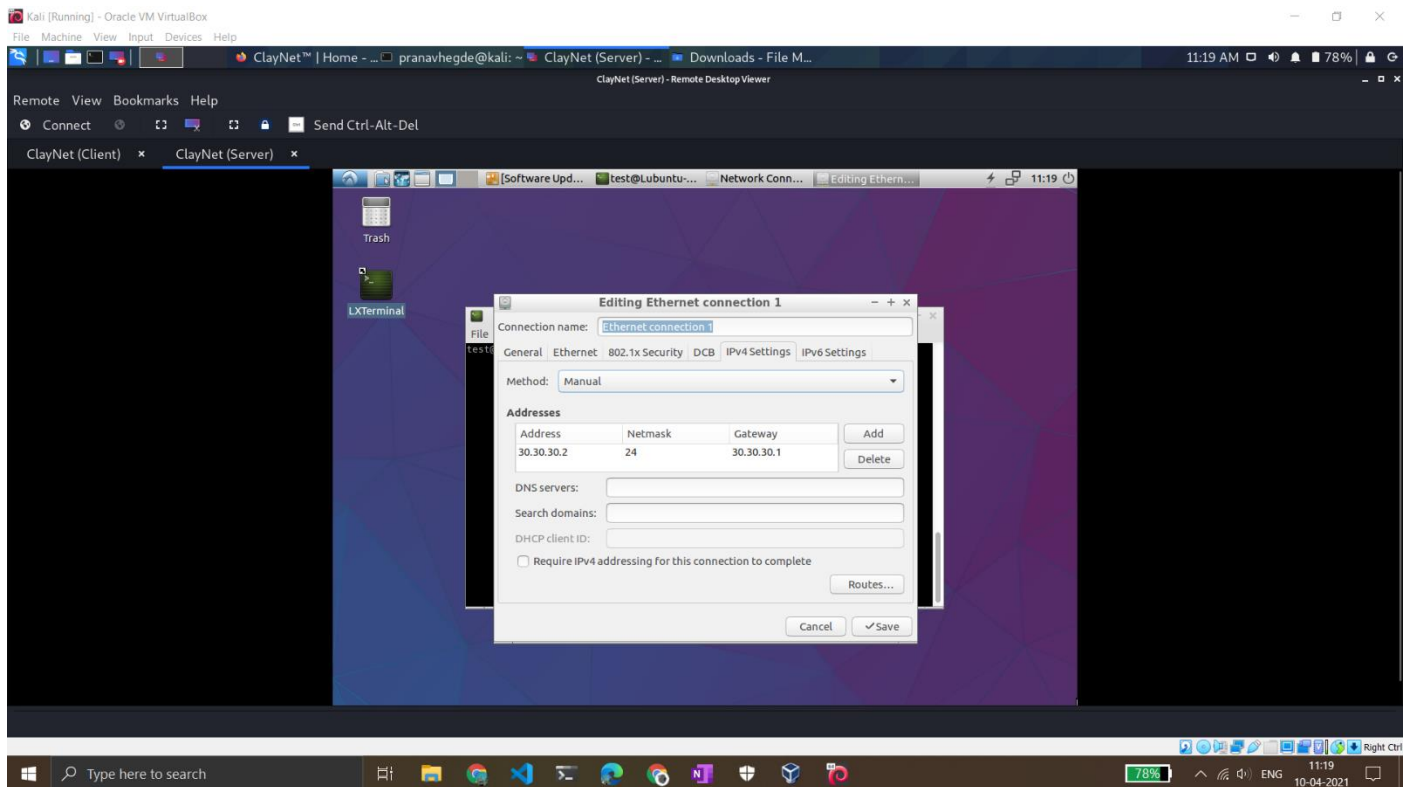 Kali [Running] - Oracle VM VirtualBox
File Machine View Input Devices Help
ClayNet™ | Home - ... pranavhegde@kali: ~ ClayNet (Server) - ... Downloads - File M... 11:19 AM 78%
ClayNet (Server) - Remote Desktop Viewer
Remote View Bookmarks Help
Connect Send Ctrl-Alt-Del
ClayNet (Client) × ClayNet (Server) ×
[Software Upd... test@Lubuntu-... Network Conn... Editing Ethern... 11:19
Trash
LXTerminal
Editing Ethernet connection 1
File
test@
Connection name: Ethernet connection 1
General Ethernet 802.1x Security DCB IPv4 Settings IPv6 Settings
Method: Manual
Addresses
Address Netmask Gateway Add
30.30.30.2 24 30.30.30.1 Delete
DNS servers:
Search domains:
DHCP client ID:
Require IPv4 addressing for this connection to complete
Routes...
Cancel Save
Right Ctrl
Type here to search 78% ENG 11:19
10-04-2021